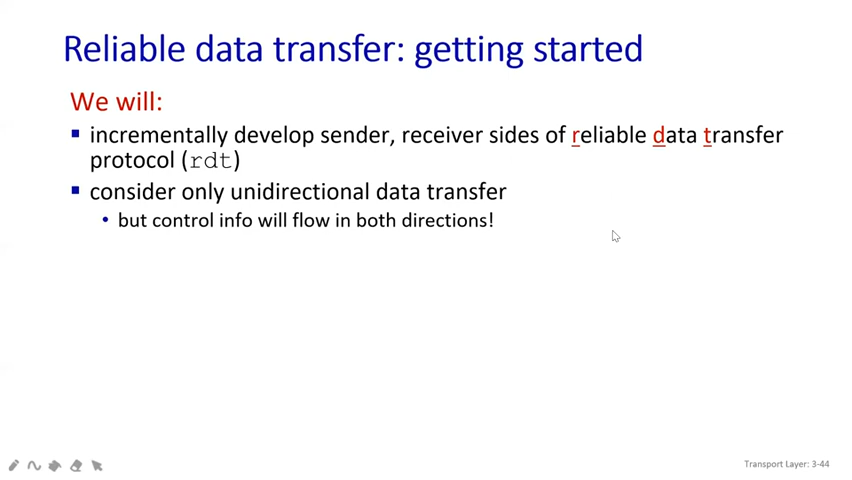 Reliable data transfer: getting started
We will:
▪ incrementally develop sender, receiver sides of reliable data transfer
protocol (rdt)
▪ consider only unidirectional data transfer
• but control info will flow in both directions!
Transport Layer: 3-44